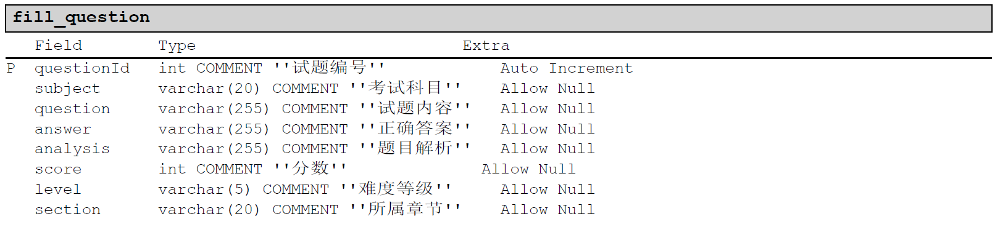 fill_question
Field Type Extra
P questionId int COMMENT ''试题编号'' Auto Increment
subject varchar(20) COMMENT ''考试科目'' Allow Null
question varchar(255) COMMENT ''试题内容'' Allow Null
answer varchar(255) COMMENT ''正确答案'' Allow Null
analysis varchar(255) COMMENT ''题目解析'' Allow Null
score int COMMENT ''分数'' Allow Null
level varchar(5) COMMENT ''难度等级'' Allow Null
section varchar(20) COMMENT ''所属章节'' Allow Null